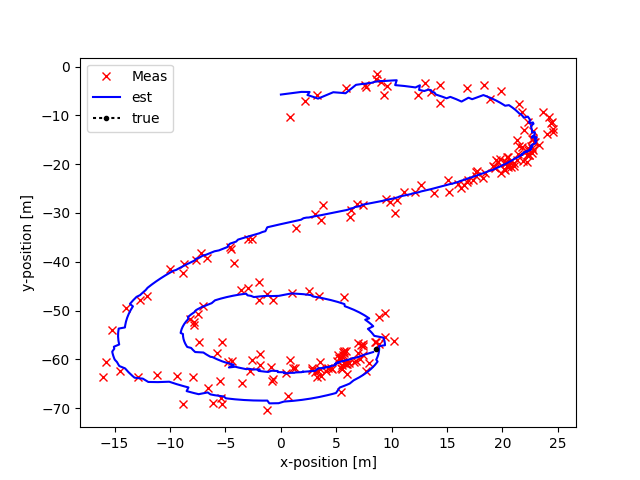 Meas
est
true
0
−10
−20
−30
−40
−50
−60
−70
y-position [m]
−15 −10 −5 0 5 10 15 20 25
x-position [m]